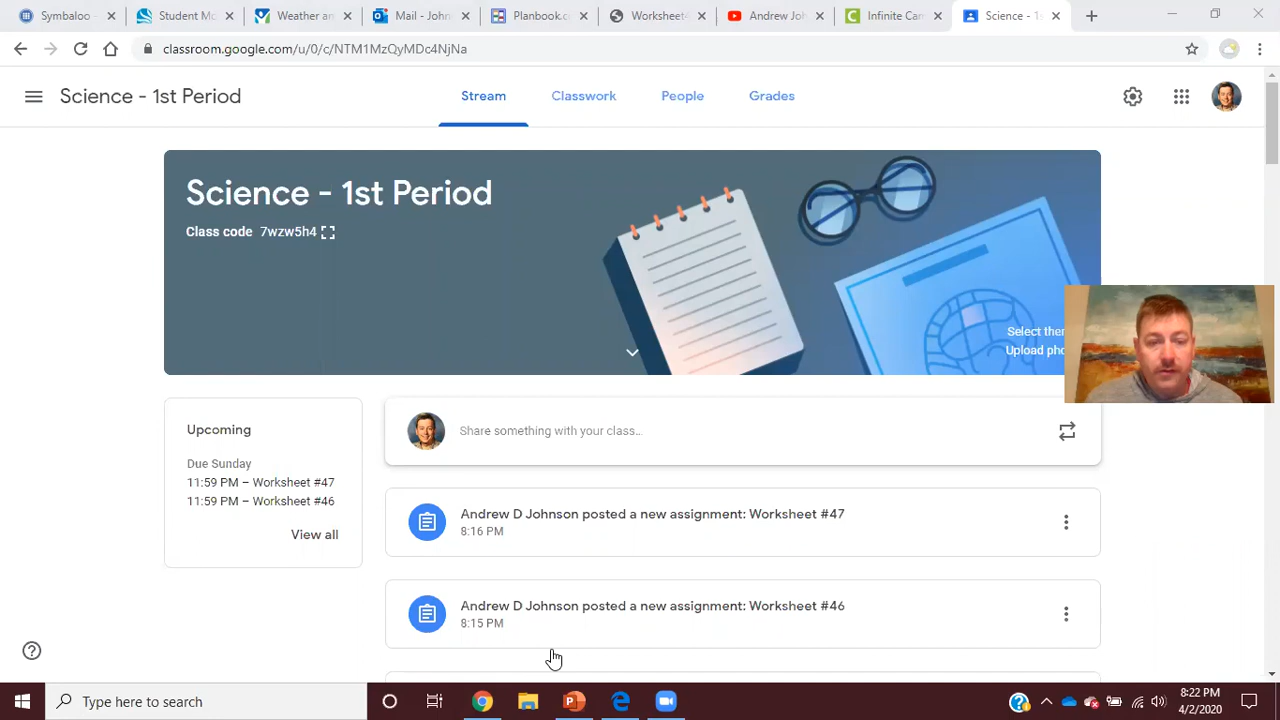 Symbaloo
Student Mc
Weather an
Mail - John
Planbook.c
Worksheet-
Andrew Joh
Infinite Can
Science - 1s
classroom.google.com/u/0/c/NTM1MzQyMDc4NjNa
Science - 1st Period
Stream
Classwork
People
Grades
Science - 1st Period
Class code 7wzw5h4
Select ther
Upload pho
Upcoming
Due Sunday
11:59 PM – Worksheet #47
11:59 PM – Worksheet #46
View all
Share something with your class...
Andrew D Johnson posted a new assignment: Worksheet #47
8:16 PM
Andrew D Johnson posted a new assignment: Worksheet #46
8:15 PM
Type here to search
8:22 PM
4/2/2020